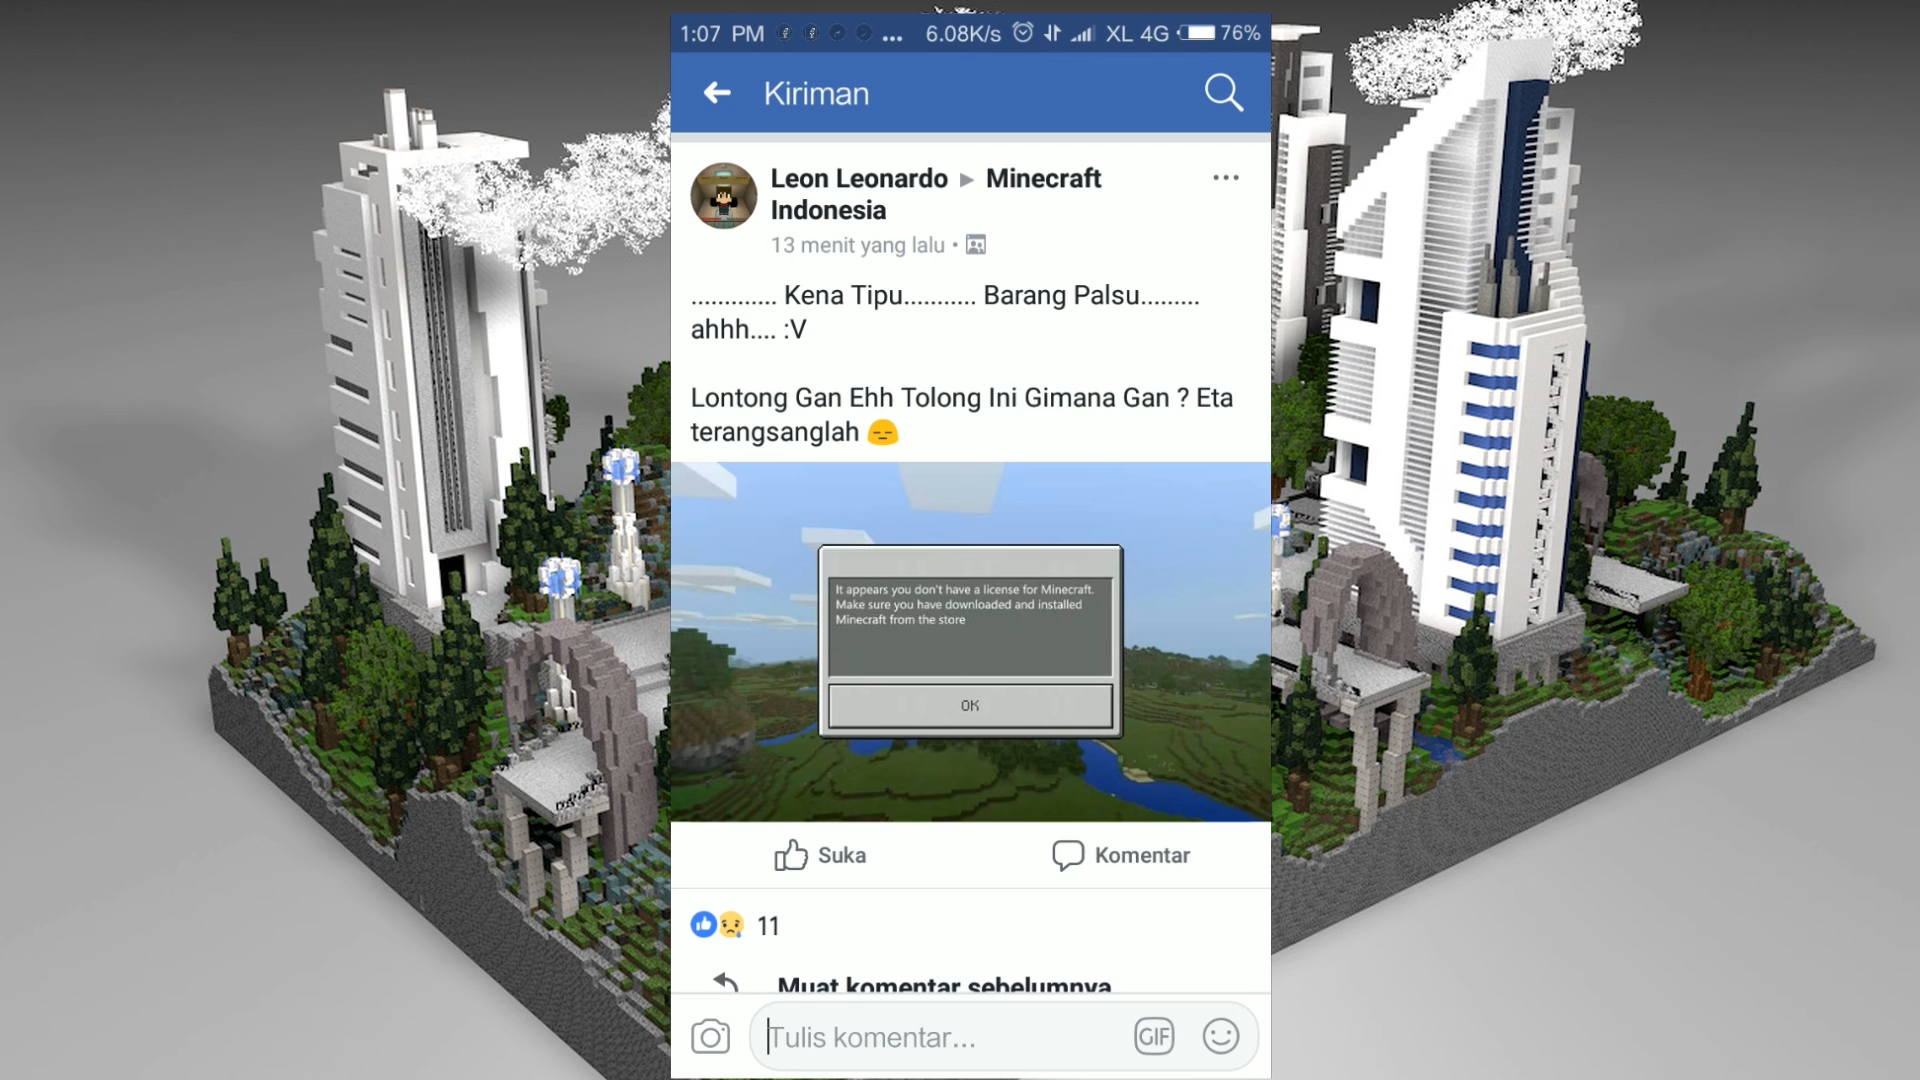 1:07 PM ... 6.08K/s XL 4G 76%
Kiriman
Leon Leonardo ▸ Minecraft
Indonesia
13 menit yang lalu •
............. Kena Tipu........... Barang Palsu.........
ahhh.... :V
Lontong Gan Ehh Tolong Ini Gimana Gan ? Eta
terangsanglah 😑
It appears you don't have a license for Minecraft.
Make sure you have downloaded and installed
Minecraft from the store
OK
Suka Komentar
11
Muat komentar sebelumnya
Tulis komentar... GIF